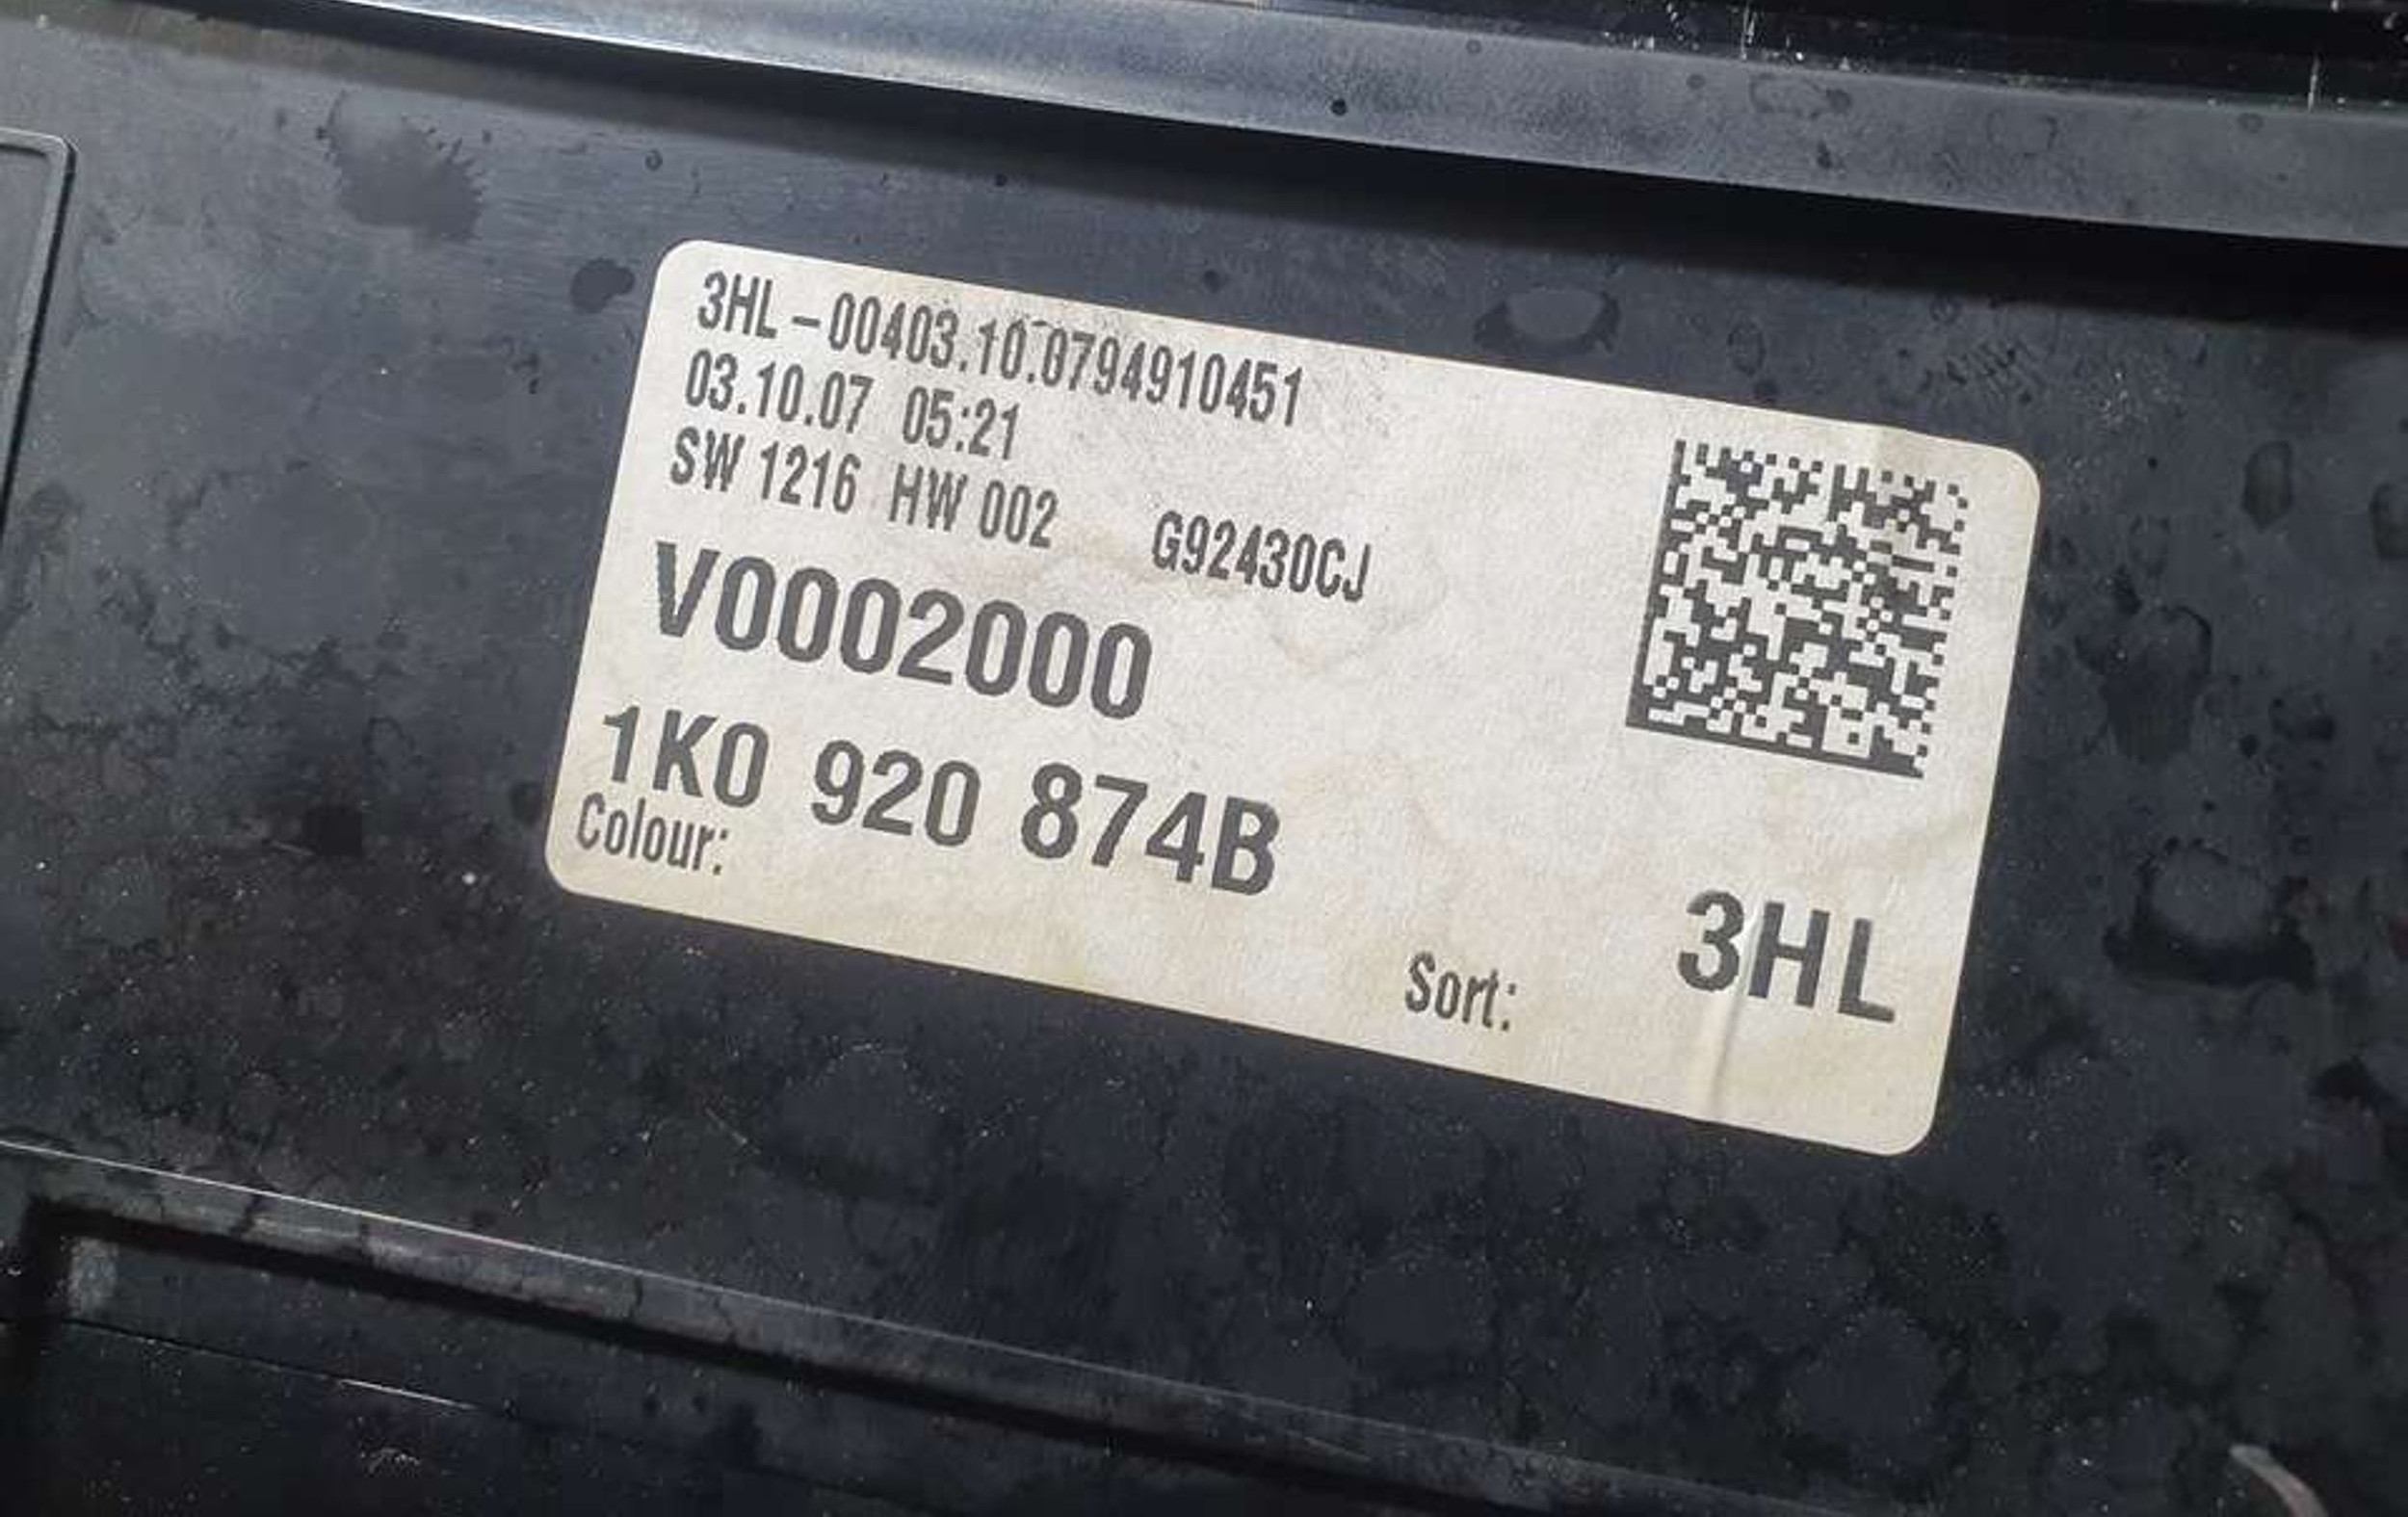 3HL-00403.10.0794910451
03.10.07 05:21
SW 1216 HW 002 G92430CJ
V0002000
1K0 920 874B
Colour:
Sort: 3HL